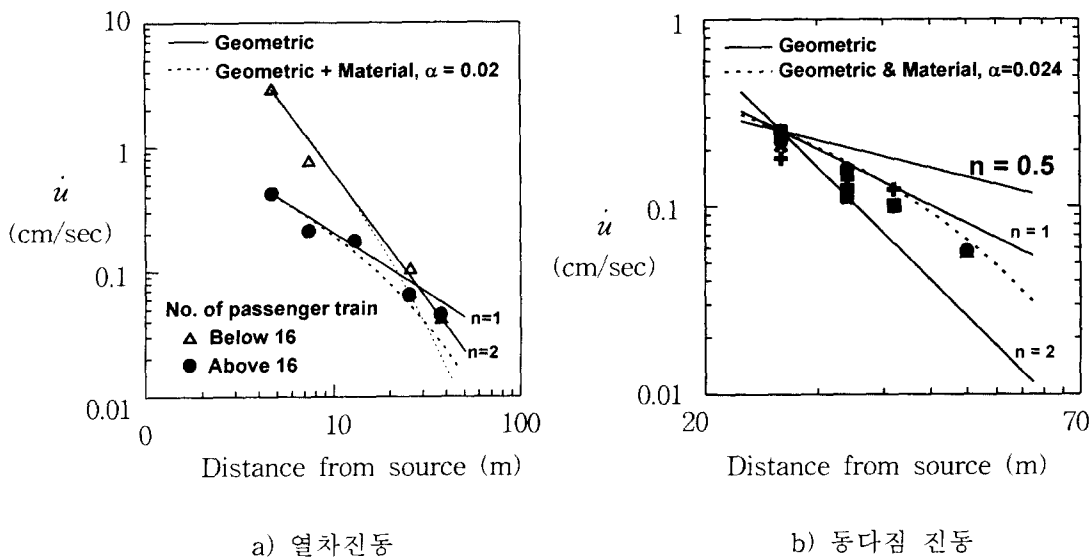 10
1
0.1
0.01
u̇
(cm/sec)
Geometric
Geometric + Material, α = 0.02
No. of passenger train
Below 16
Above 16
n=1
n=2
0
10
100
Distance from source (m)
a) 열차진동
1
0.1
0.01
u̇
(cm/sec)
Geometric
Geometric & Material, α=0.024
n = 0.5
n = 1
n = 2
20
70
Distance from source (m)
b) 동다짐 진동